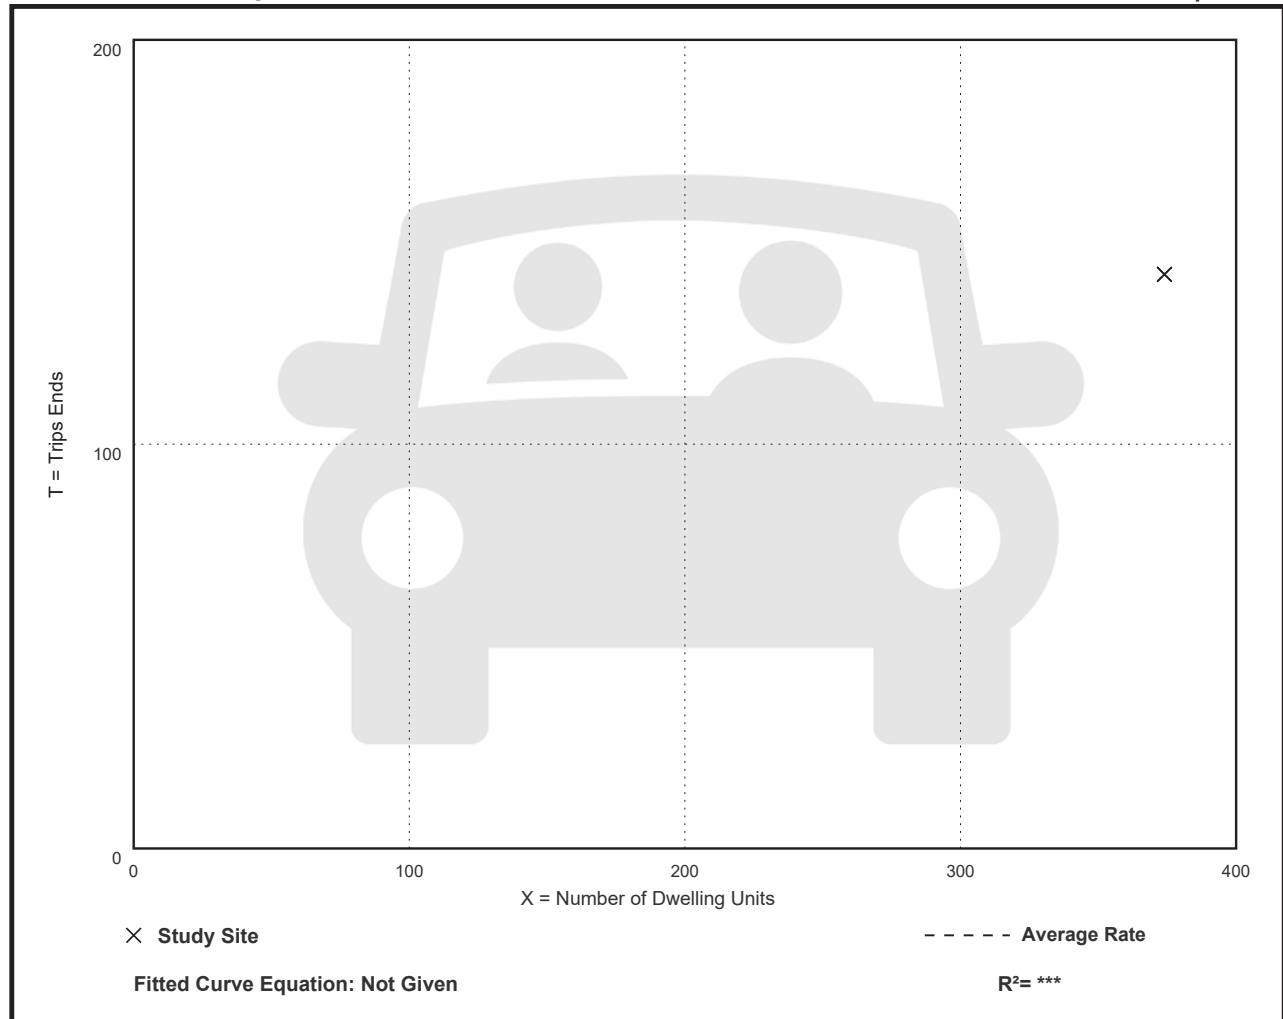 200
T = Trips Ends
100
0
0 100 200 300 400
X = Number of Dwelling Units
Study Site
Average Rate
Fitted Curve Equation: Not Given
R²= ***